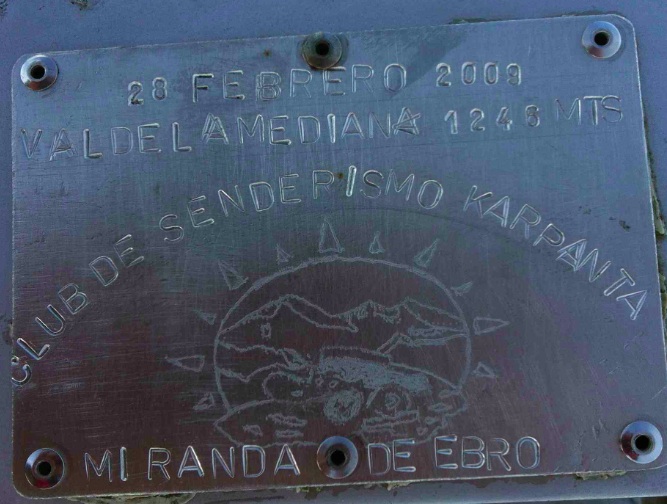 28 FEBRERO 2009
VALDELAMEDIANA 1246 MTS
CLUB DE SENDERISMO KARPANTA
MIRANDA DE EBRO